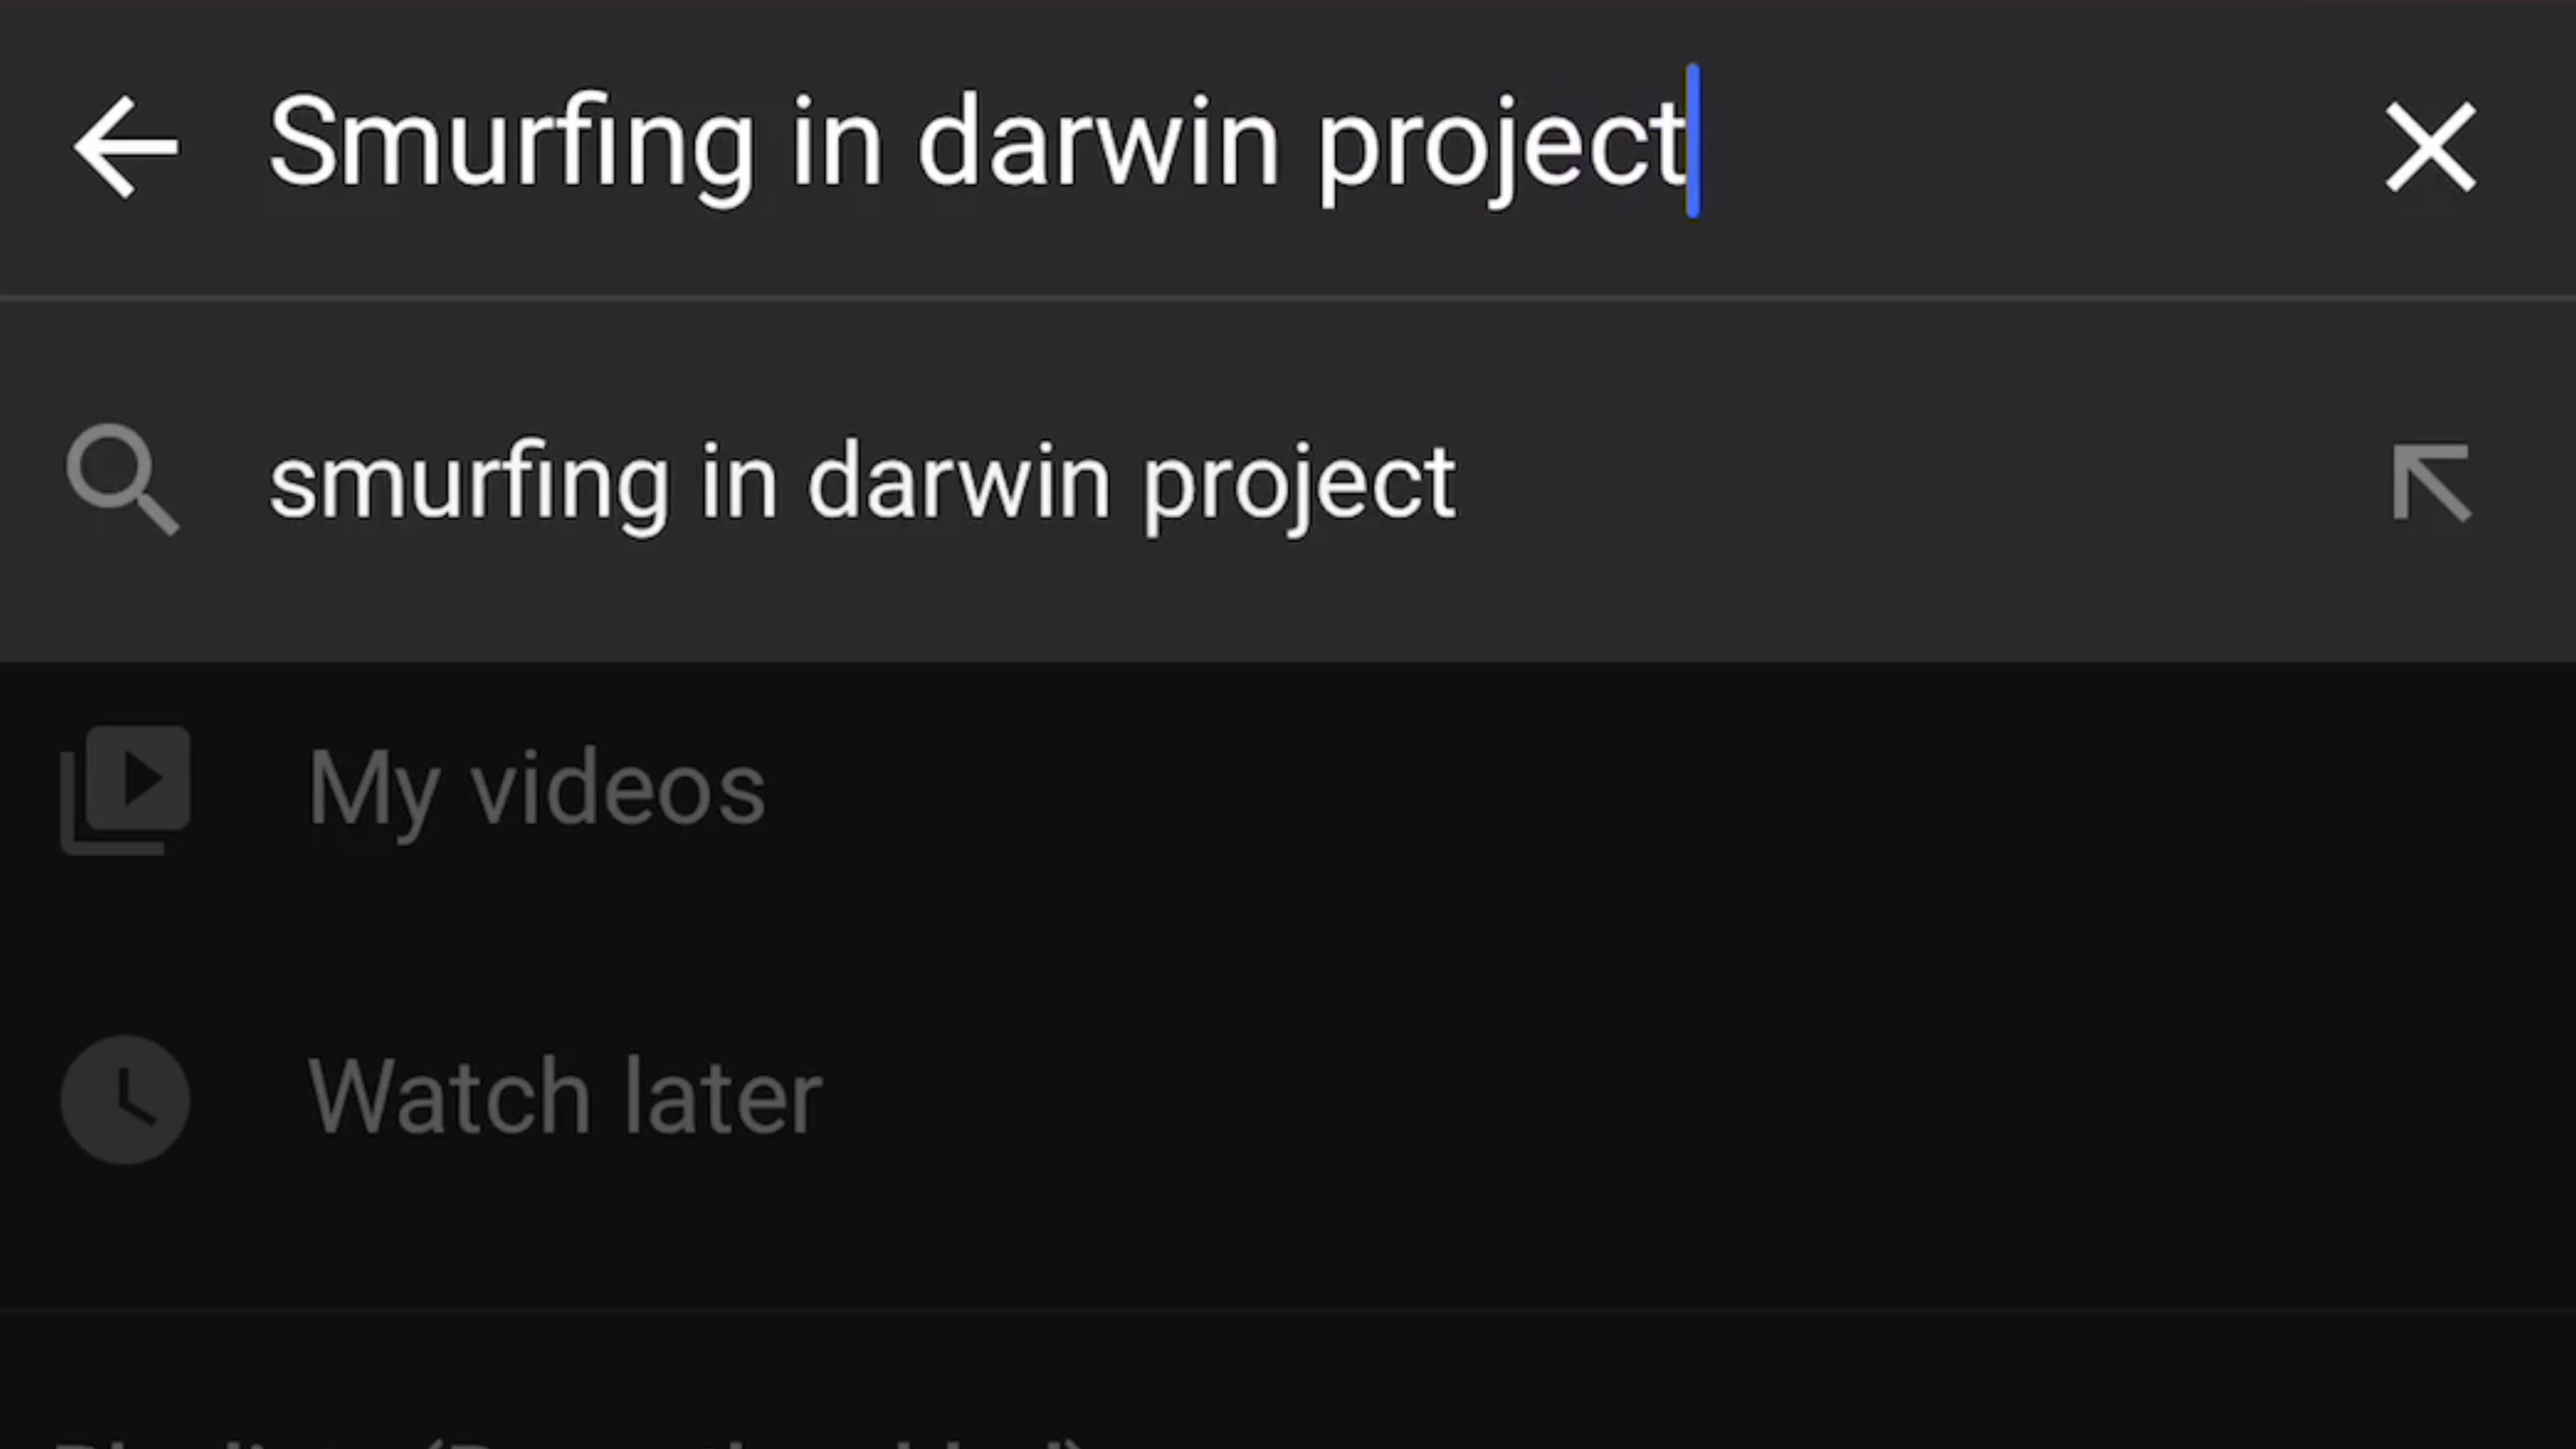 Smurfing in darwin project
smurfing in darwin project
My videos
Watch later